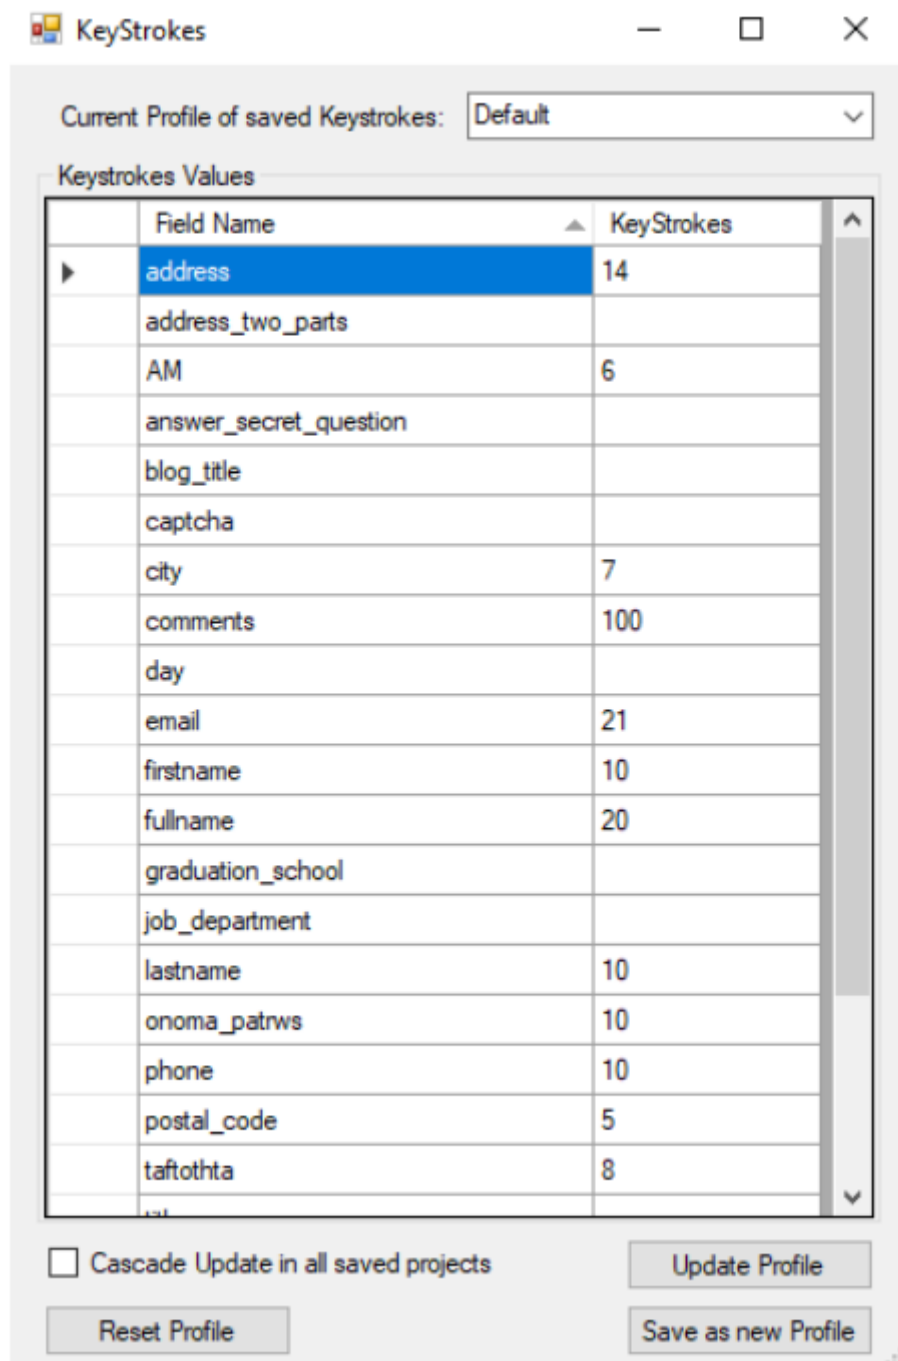 KeyStrokes
Current Profile of saved Keystrokes: Default
Keystrokes Values
Field Name KeyStrokes
address 14
address_two_parts
AM 6
answer_secret_question
blog_title
captcha
city 7
comments 100
day
email 21
firstname 10
fullname 20
graduation_school
job_department
lastname 10
onoma_patrws 10
phone 10
postal_code 5
taftothta 8
Cascade Update in all saved projects
Update Profile
Reset Profile
Save as new Profile